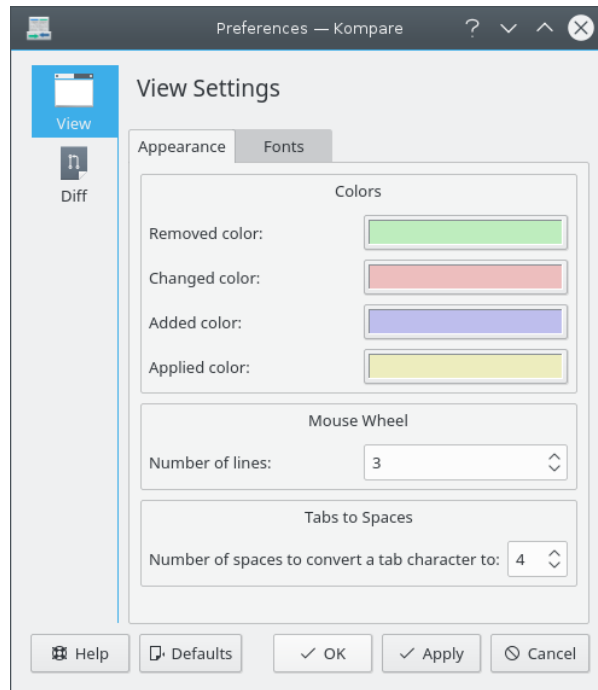 Preferences — Kompare
View Settings
View
Diff
Appearance
Fonts
Colors
Removed color:
Changed color:
Added color:
Applied color:
Mouse Wheel
Number of lines: 3
Tabs to Spaces
Number of spaces to convert a tab character to: 4
Help
Defaults
OK
Apply
Cancel